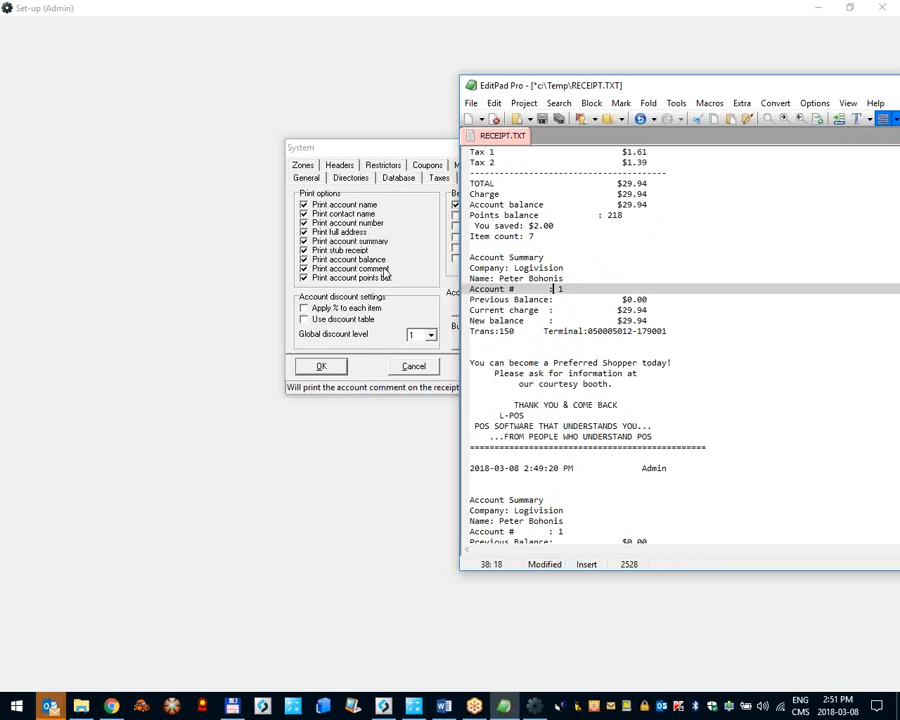 Set-up (Admin)
EditPad Pro - [*c:\Temp\RECEIPT.TXT]
File Edit Project Search Block Mark Fold Tools Macros Extra Convert Options View Help
RECEIPT.TXT
System
Zones Headers Restrictors Coupons
General Directories Database Taxes
Print options
Print account name
Print contact name
Print account number
Print full address
Print account summary
Print stub receipt
Print account balance
Print account comment
Print account points
Account discount settings
Apply % to each item
Use discount table
Global discount level 1
OK Cancel
Will print the account comment on the receipt
Tax 1 $1.61
Tax 2 $1.39
-----------------------------------------
TOTAL $29.94
Charge $29.94
Account balance $29.94
Points balance : 218
You saved: $2.00
Item count: 7
Account Summary
Company: Logivision
Name: Peter Bohonis
Account # : 1
Previous Balance: $0.00
Current charge : $29.94
New balance : $29.94
Trans:150 Terminal:050005012-179001
You can become a Preferred Shopper today!
Please ask for information at
our courtesy booth.
THANK YOU & COME BACK
L-POS
POS SOFTWARE THAT UNDERSTANDS YOU...
...FROM PEOPLE WHO UNDERSTAND POS
=================================================
2018-03-08 2:49:20 PM Admin
Account Summary
Company: Logivision
Name: Peter Bohonis
Account # : 1
Previous Balance: $0.00
38: 18 Modified Insert 2528
ENG
CMS
2:51 PM
2018-03-08